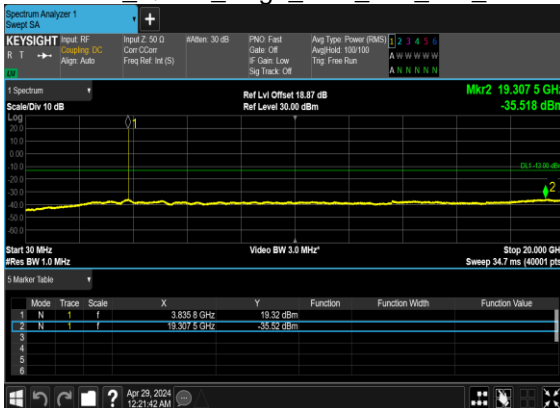 Spectrum Analyzer 1
Swept SA
KEYSIGHT
R T
Input: RF
Coupling: DC
Align: Auto
Input Z: 50 Ω
Corr CCorr
Freq Ref: Int (S)
#Atten: 30 dB
PNO: Fast
Gate: Off
IF Gain: Low
Sig Track: Off
Avg Type: Power (RMS)
Avg|Hold: 100/100
Trig: Free Run
1 2 3 4 5 6
A W W W W W
A N N N N N
1 Spectrum
Scale/Div 10 dB
Ref Lvl Offset 18.87 dB
Ref Level 30.00 dBm
Mkr2 19.307 5 GHz
-35.518 dBm
Log
20.0
10.0
0.00
-10.0
-20.0
-30.0
-40.0
-50.0
-60.0
1
DL1 -13.00 dBm
2
Start 30 MHz
#Res BW 1.0 MHz
Video BW 3.0 MHz*
Stop 20.000 GHz
Sweep 34.7 ms (40001 pts)
5 Marker Table
Mode Trace Scale X Y Function Function Width Function Value
1 N 1 f 3.835 8 GHz 19.32 dBm
2 N 1 f 19.307 5 GHz -35.52 dBm
3
4
5
6
?
Apr 29, 2024
12:21:42 AM